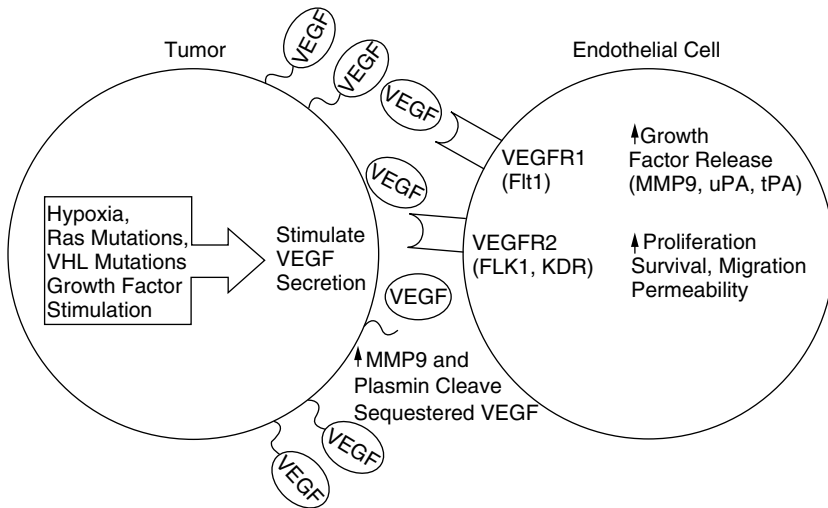 Tumor
Endothelial Cell
VEGF
VEGF
VEGF
VEGF
VEGF
VEGF
VEGF
Hypoxia,
Ras Mutations,
VHL Mutations
Growth Factor
Stimulation
Stimulate
VEGF
Secretion
VEGFR1
(Flt1)
Growth
Factor Release
(MMP9, uPA, tPA)
VEGFR2
(FLK1, KDR)
Proliferation
Survival, Migration
Permeability
MMP9 and
Plasmin Cleave
Sequestered VEGF